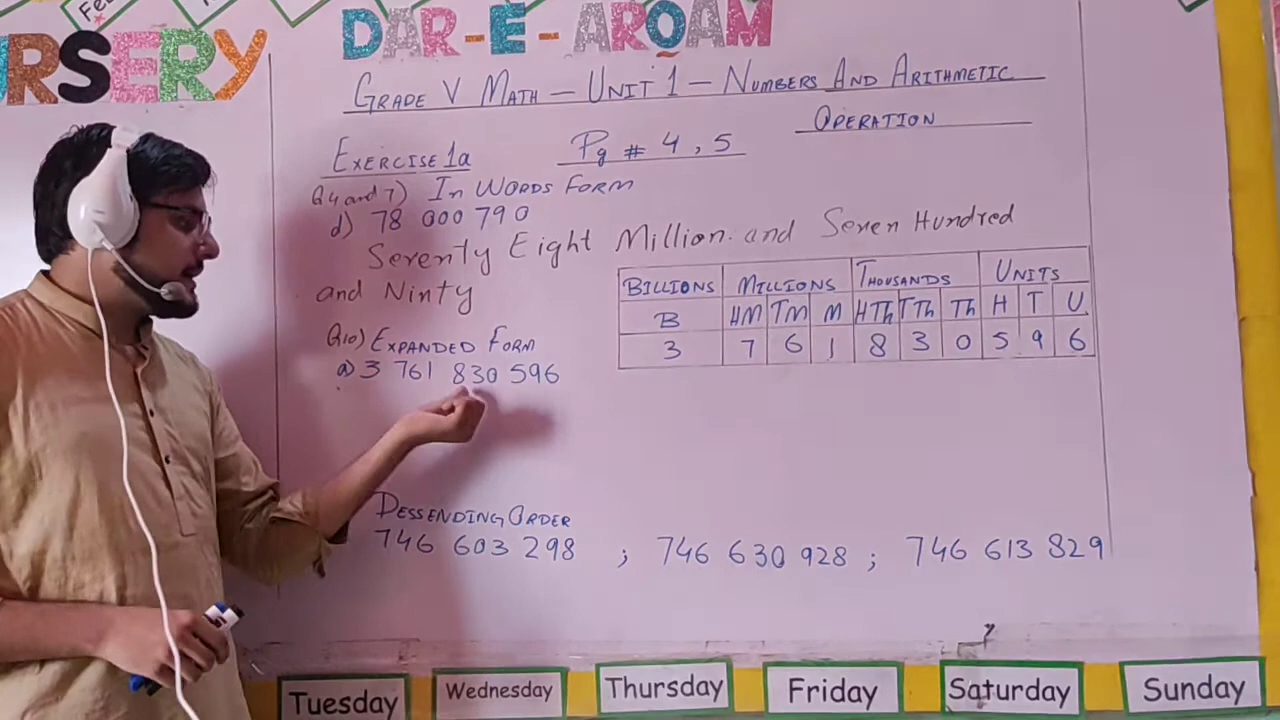 RSERY
DAR-E-ARQAM
GRADE V MATH - UNIT 1 - NUMBERS AND ARITHMETIC
OPERATION
EXERCISE 1a
Pg # 4, 5
Q4 and 7) IN WORDS FORM
d) 78 000 790
Seventy Eight Million and Seven Hundred
and Ninty
BILLIONS MILLIONS THOUSANDS UNITS
B HM TM M HTh TTh Th H T U
3 7 6 1 8 3 0 5 9 6
Q10) EXPANDED FORM
a) 3 761 830 596
DESSENDING ORDER
746 603 298 ; 746 630 928 ; 746 613 829
Tuesday Wednesday Thursday Friday Saturday Sunday